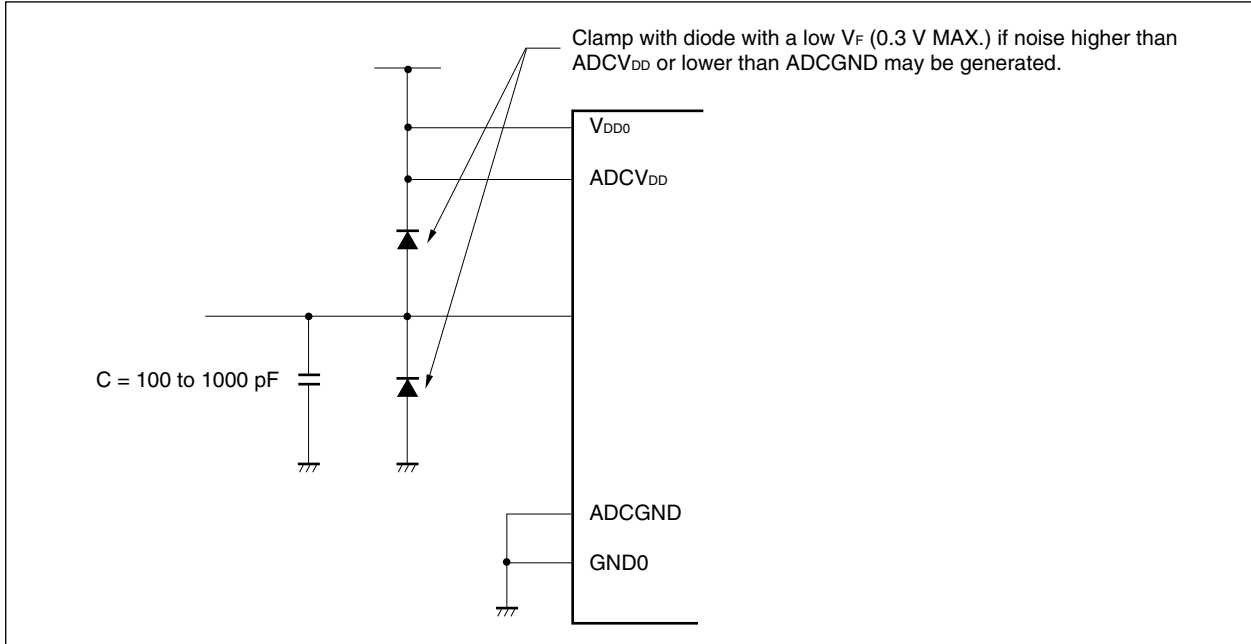 Clamp with diode with a low VF (0.3 V MAX.) if noise higher than
ADCVDD or lower than ADCGND may be generated.
VDD0
ADCVDD
C = 100 to 1000 pF
ADCGND
GND0